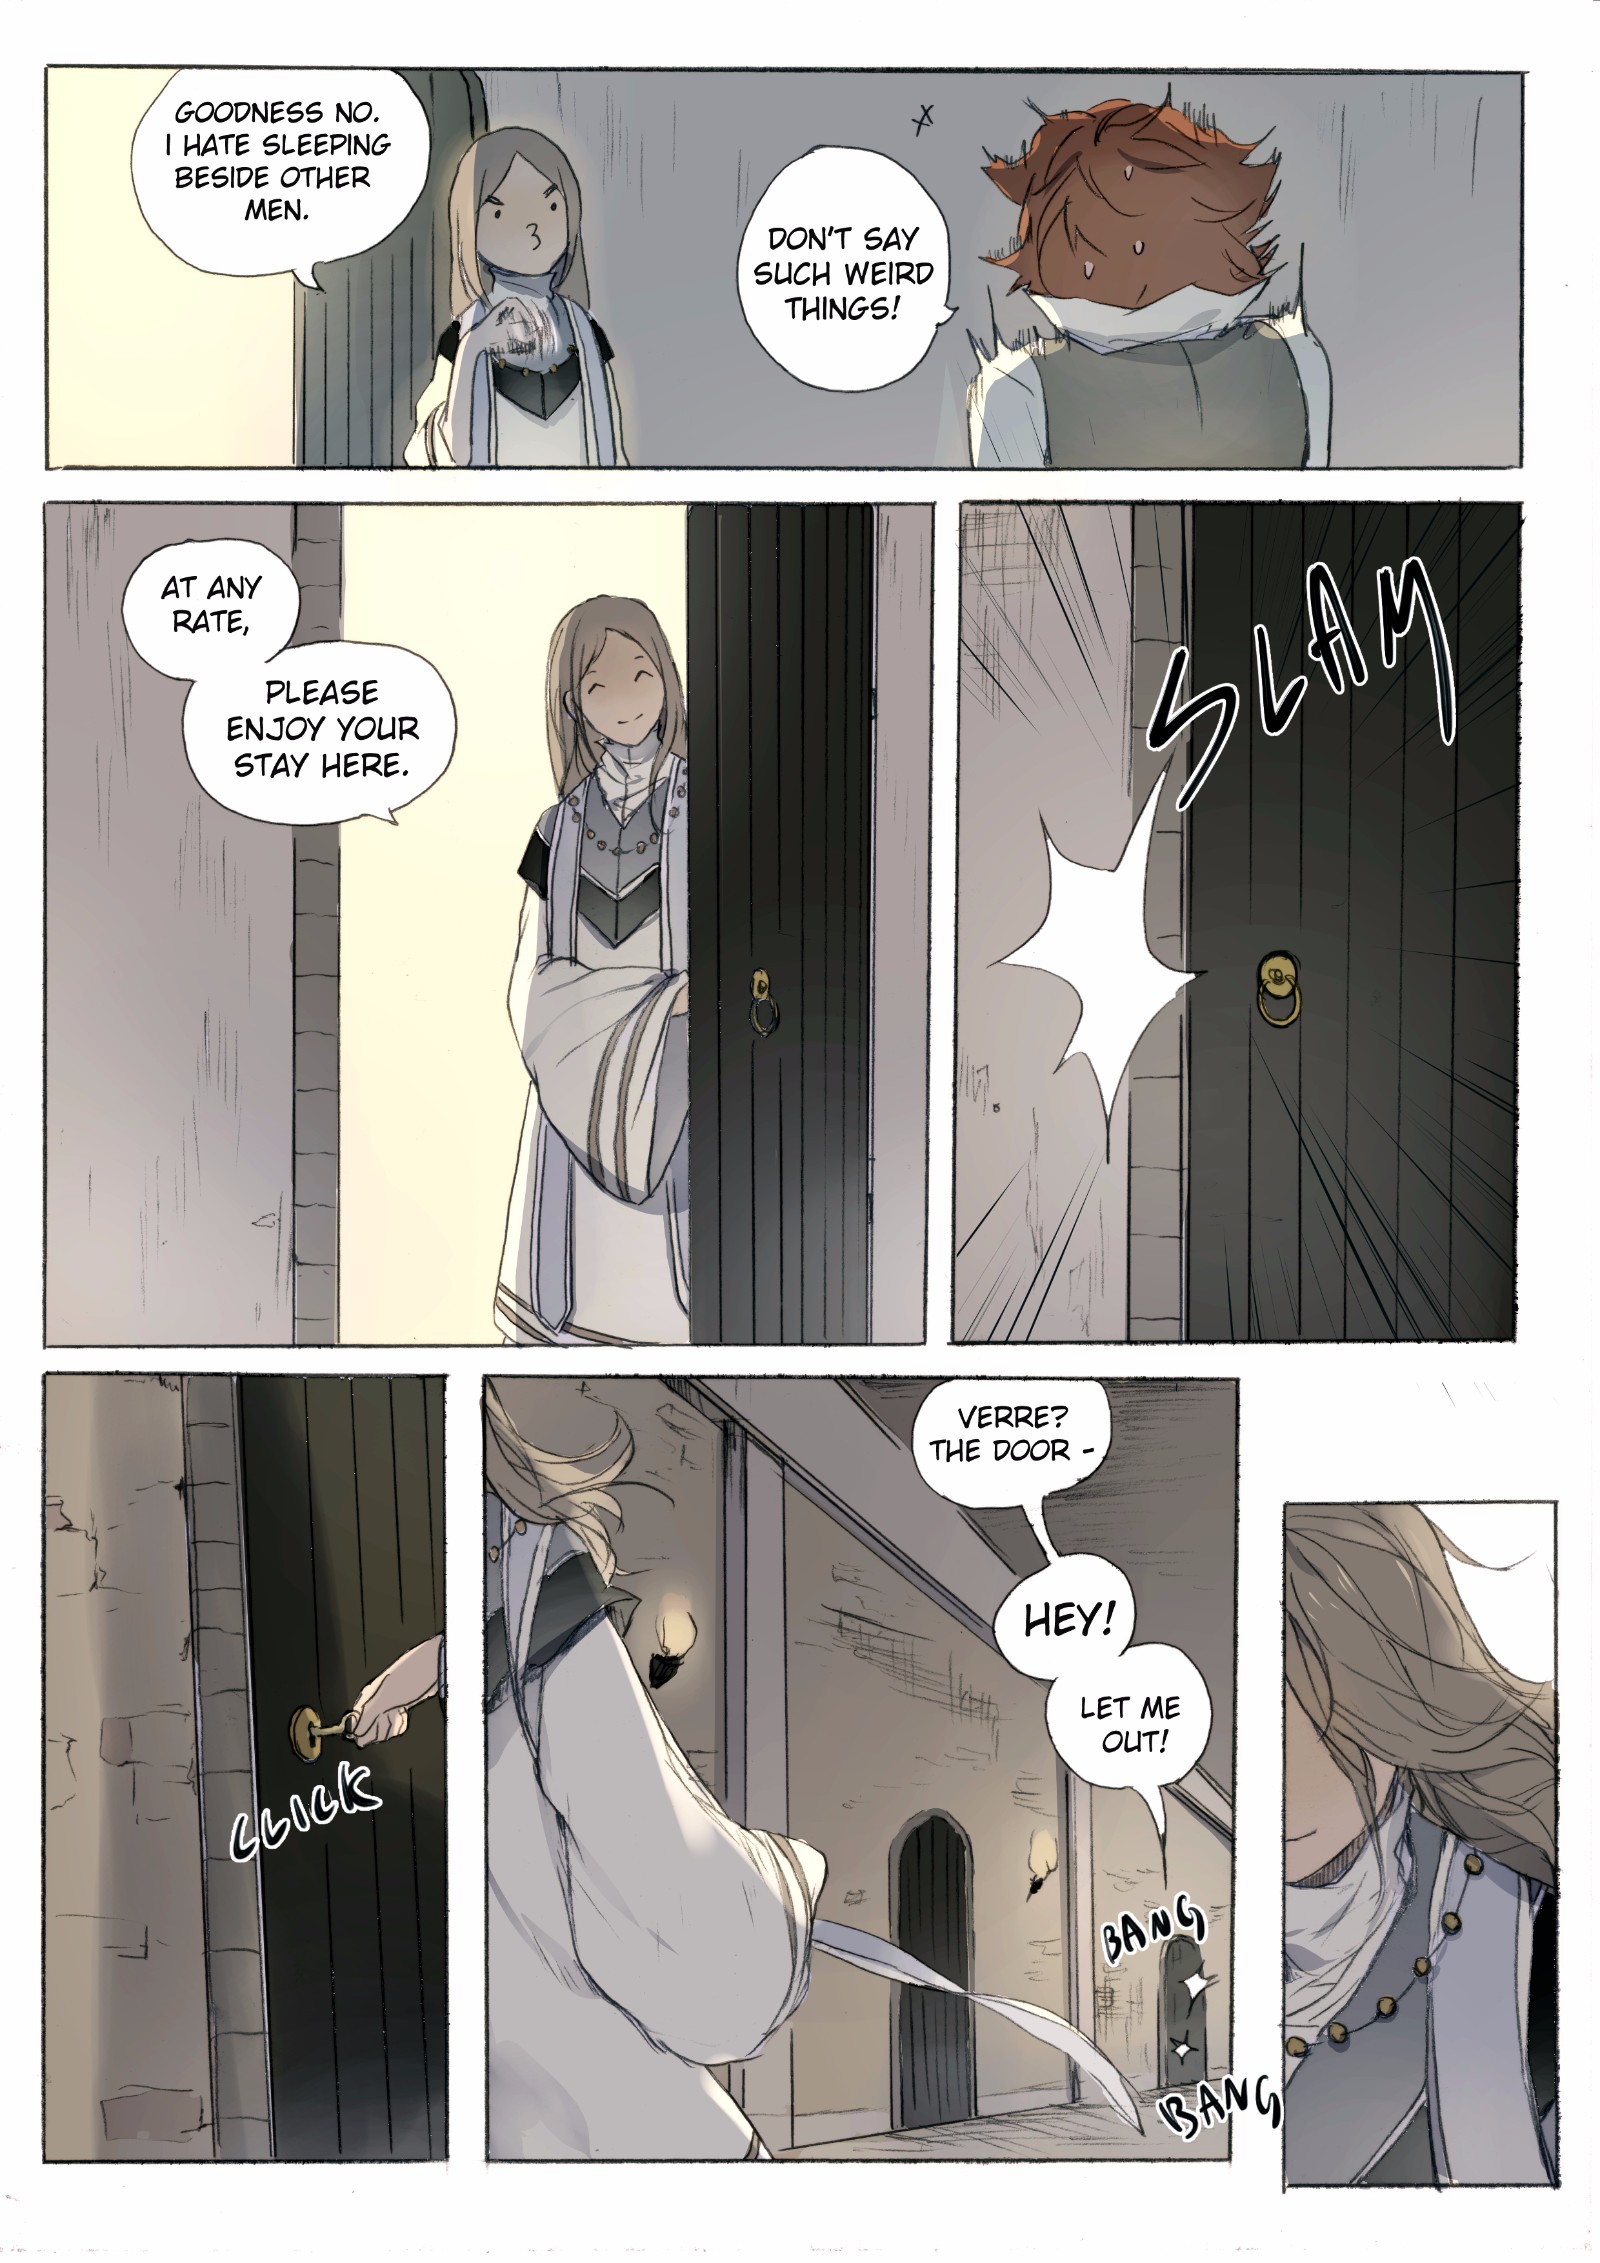 GOODNESS NO.
I HATE SLEEPING
BESIDE OTHER
MEN.
DON'T SAY
SUCH WEIRD
THINGS!
AT ANY
RATE,
PLEASE
ENJOY YOUR
STAY HERE.
SLAM
CLICK
VERRE?
THE DOOR -
HEY!
LET ME
OUT!
BANG
BANG